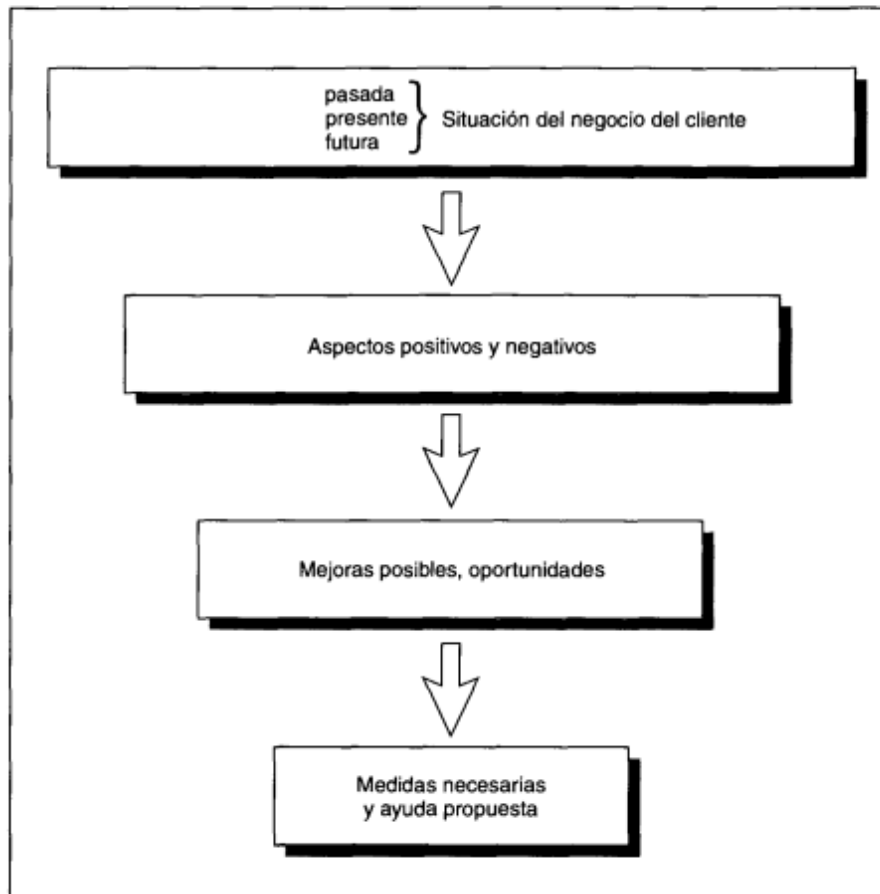 pasada
presente
futura
Situación del negocio del cliente
Aspectos positivos y negativos
Mejoras posibles, oportunidades
Medidas necesarias
y ayuda propuesta